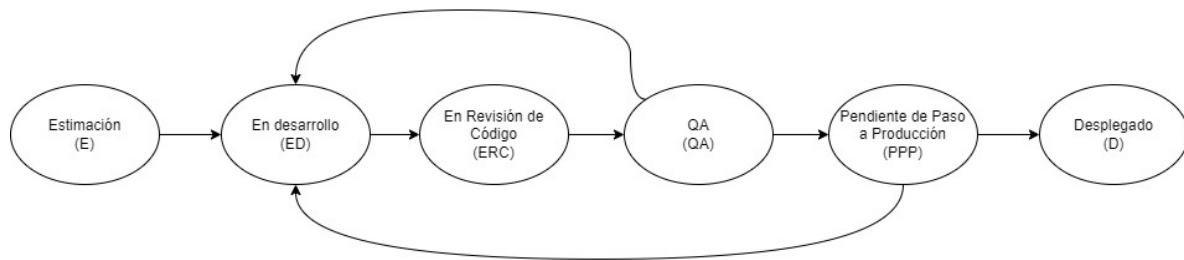 Estimación
(E)
En desarrollo
(ED)
En Revisión de
Código
(ERC)
QA
(QA)
Pendiente de Paso
a Producción
(PPP)
Desplegado
(D)